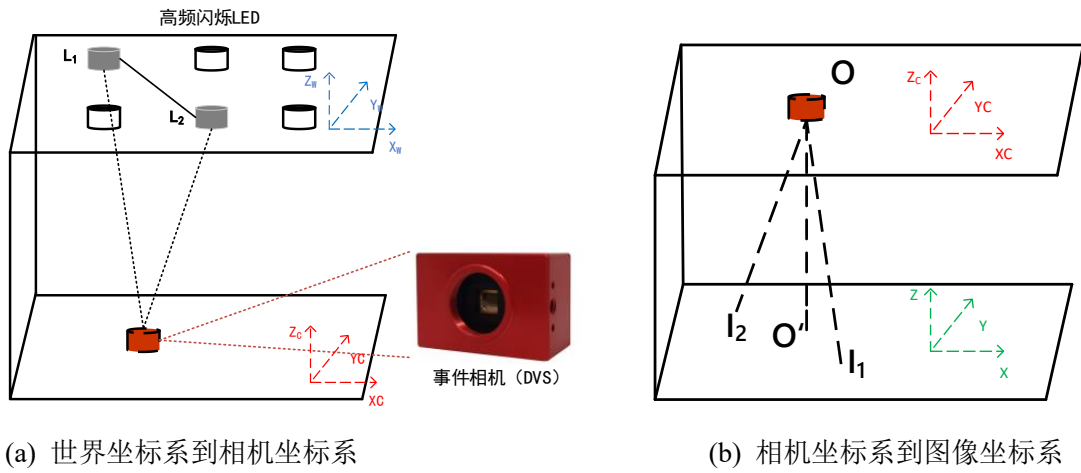 高频闪烁LED
L1
L2
ZW
YW
XW
ZC
YC
XC
事件相机（DVS）
(a) 世界坐标系到相机坐标系
O
ZC
YC
XC
I2
O'
I1
Z
Y
X
(b) 相机坐标系到图像坐标系